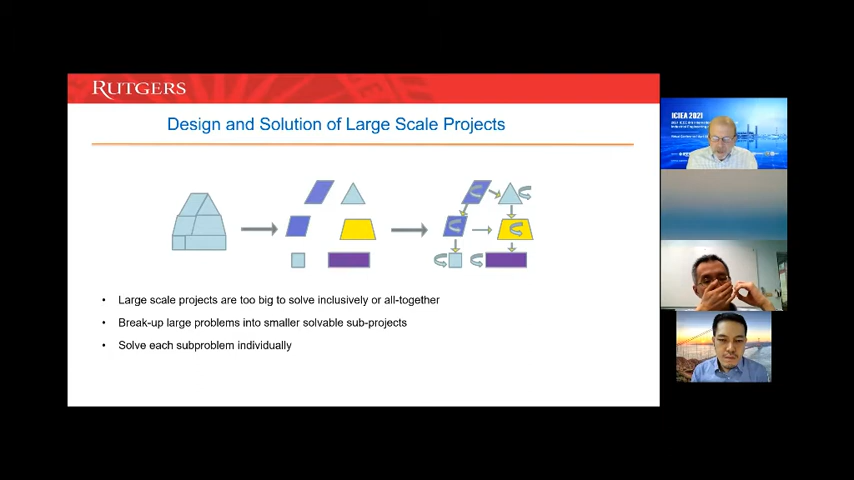 RUTGERS
Design and Solution of Large Scale Projects
• Large scale projects are too big to solve inclusively or all-together
• Break-up large problems into smaller solvable sub-projects
• Solve each subproblem individually
ICIEA 2021